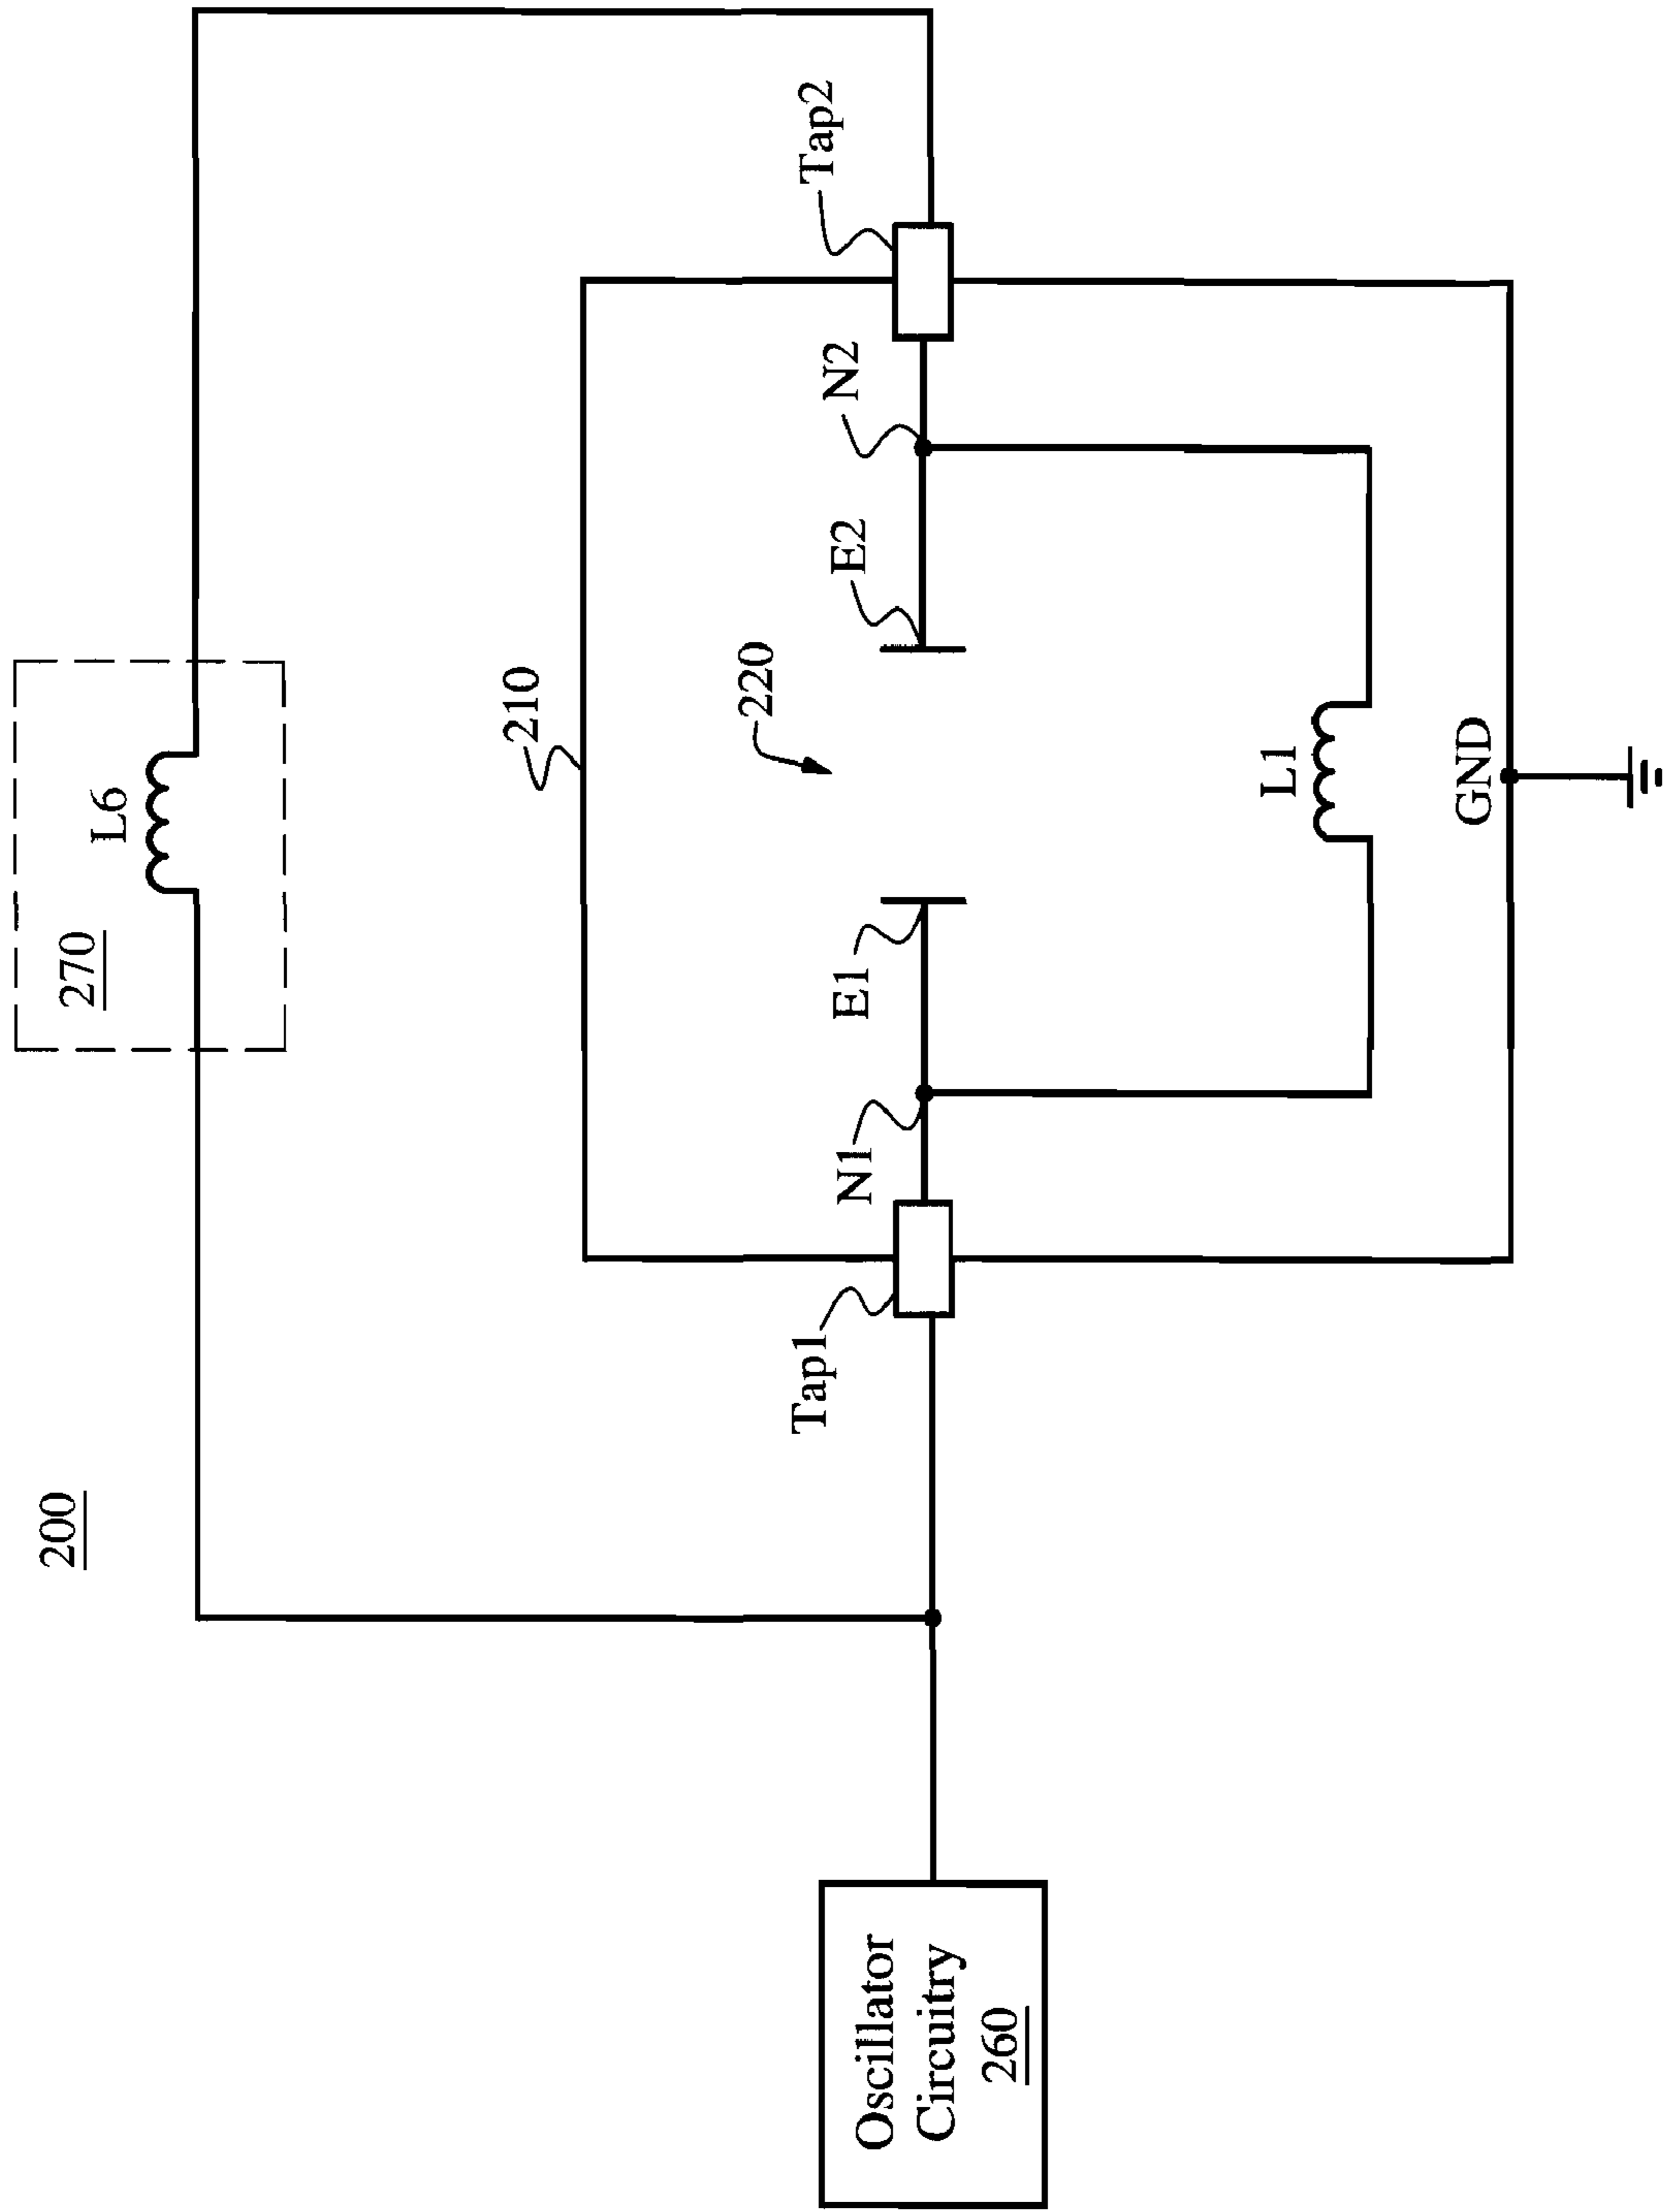 200
270
L6
210
220
Tap1
N1
E1
E2
N2
Tap2
L1
GND
Oscillator
Circuitry
260